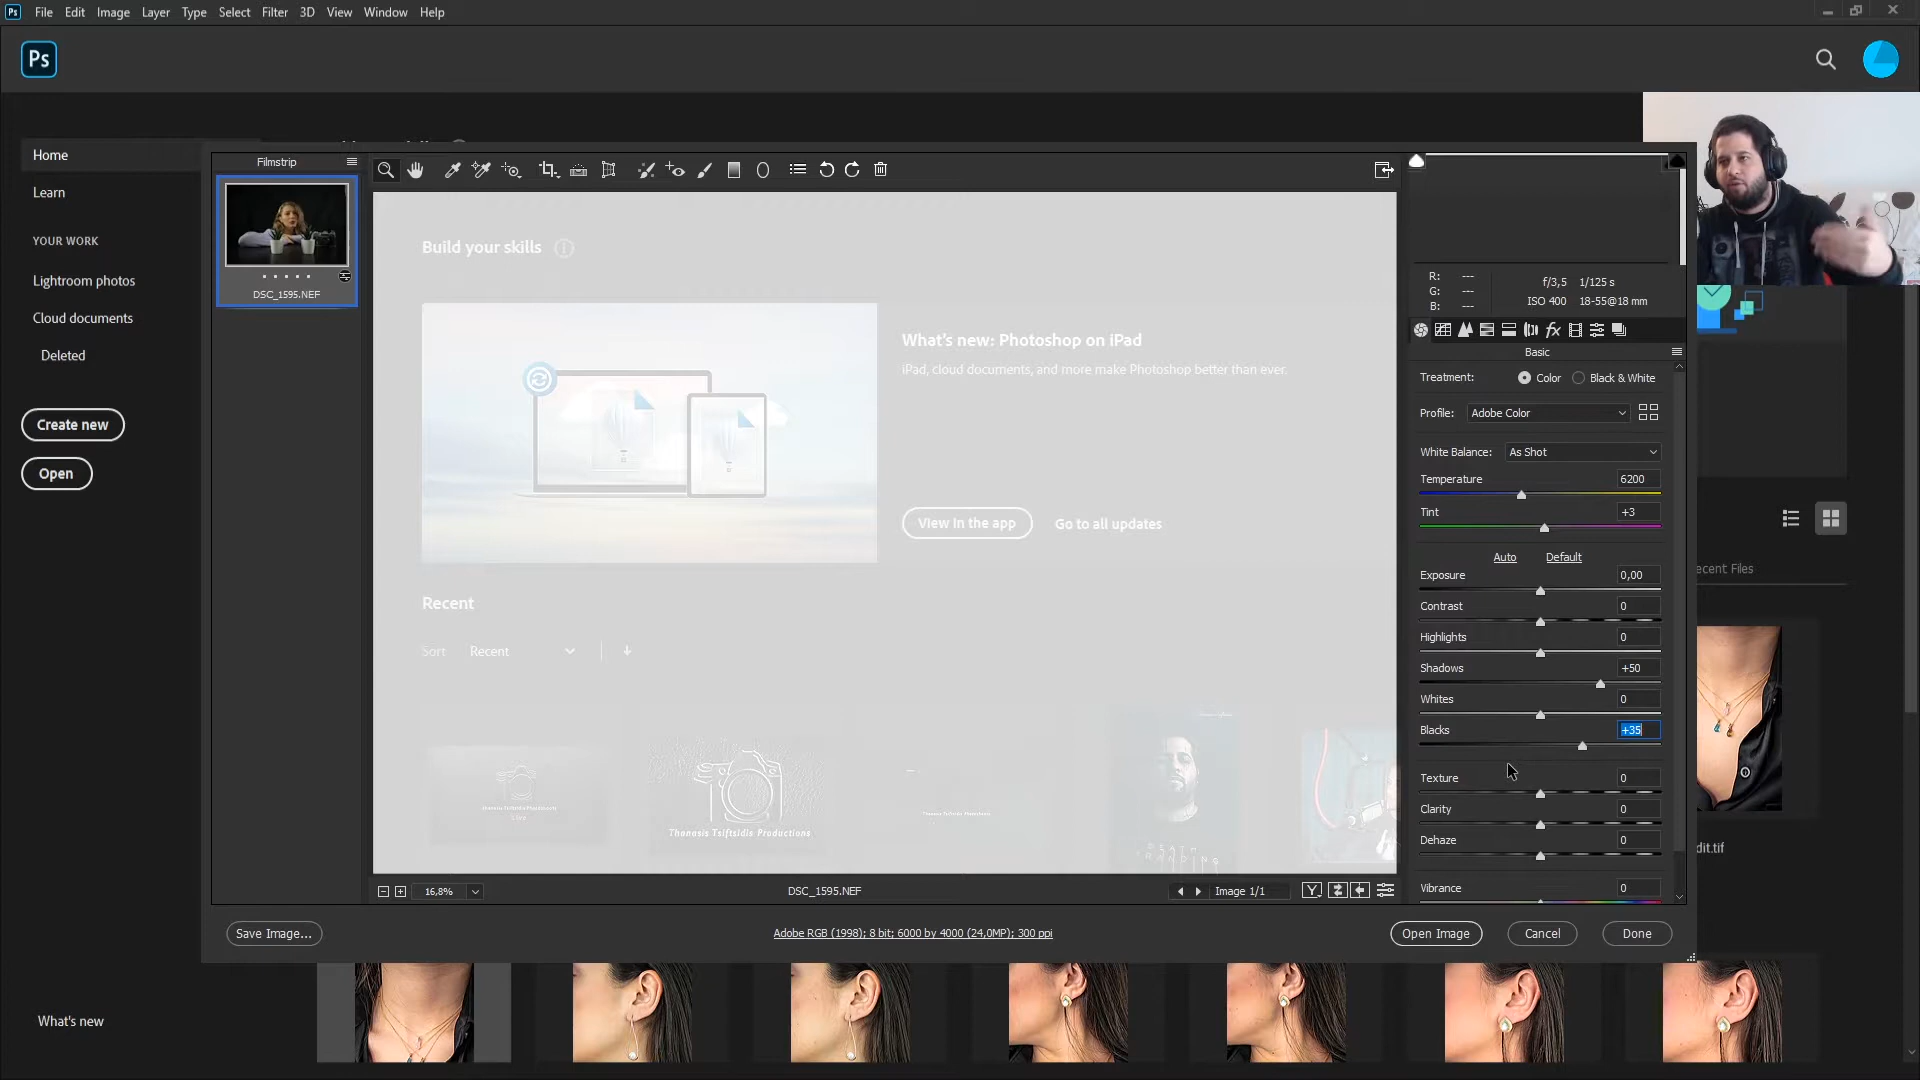 Ps File Edit Image Layer Type Select Filter 3D View Window Help
Ps
Home
Learn
YOUR WORK
Lightroom photos
Cloud documents
Deleted
Create new
Open
What's new
Filmstrip
DSC_1595.NEF
Build your skills
What's new: Photoshop on iPad
iPad, cloud documents, and more make Photoshop better than ever.
View in the app Go to all updates
Recent
Sort Recent
Thanasis Tsiftsidis Productions
16,8% DSC_1595.NEF Image 1/1
Save Image... Adobe RGB (1998); 8 bit; 6000 by 4000 (24,0MP); 300 ppi Open Image Cancel Done
R: --- f/3,5 1/125 s
G: ---
B: --- ISO 400 18-55@18 mm
fx
Basic
Treatment: Color Black & White
Profile: Adobe Color
White Balance: As Shot
Temperature 6200
Tint +3
Auto Default
Exposure 0,00
Contrast 0
Highlights 0
Shadows +50
Whites 0
Blacks +35
Texture 0
Clarity 0
Dehaze 0
Vibrance 0
ecent Files
dit.tif